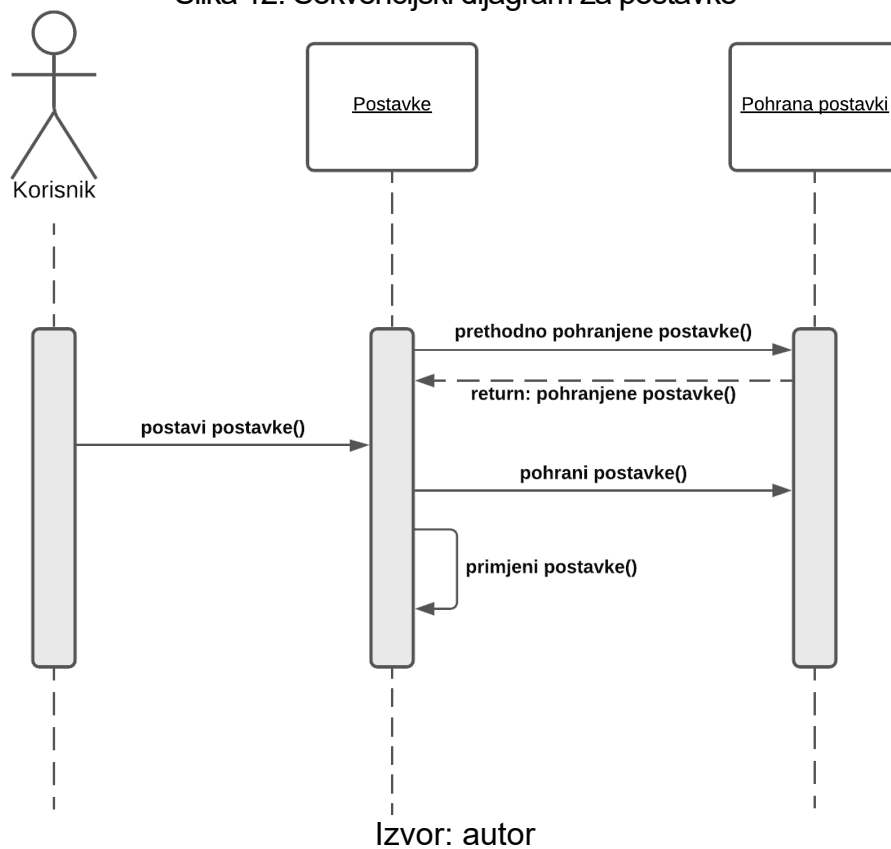 Slika 12. Sekvencijski dijagram za postavke
Postavke
Pohrana postavki
Korisnik
prethodno pohranjene postavke()
return: pohranjene postavke()
postavi postavke()
pohrani postavke()
primjeni postavke()
Izvor: autor